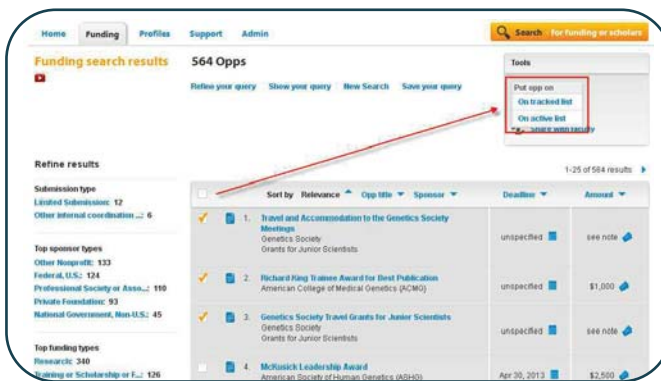 Home Funding Profiles Support Admin
Search for funding or scholars
Funding search results
564 Opps
Refine your query Show your query New Search Save your query
Tools
Put opp on
On tracked list
On active list
Share with faculty
Refine results
1-25 of 564 results
Submission type
Limited Submission: 12
Other internal coordination ...: 6
Top sponsor types
Other Nonprofit: 133
Federal, U.S.: 124
Professional Society or Asso...: 110
Private Foundation: 93
National Government, Non-U.S.: 45
Top funding types
Research: 340
Training or Scholarship or F...: 126
Sort by Relevance Opp title Sponsor Deadline Amount
1. Travel and Accommodation to the Genetics Society Meetings
Genetics Society
Grants for Junior Scientists
unspecified see note
2. Richard King Trainee Award for Best Publication
American College of Medical Genetics (ACMG)
unspecified $1,000
3. Genetics Society Travel Grants for Junior Scientists
Genetics Society
Grants for Junior Scientists
unspecified see note
4. McKusick Leadership Award
American Society of Human Genetics (ASHG)
Apr 30, 2013 $2,500